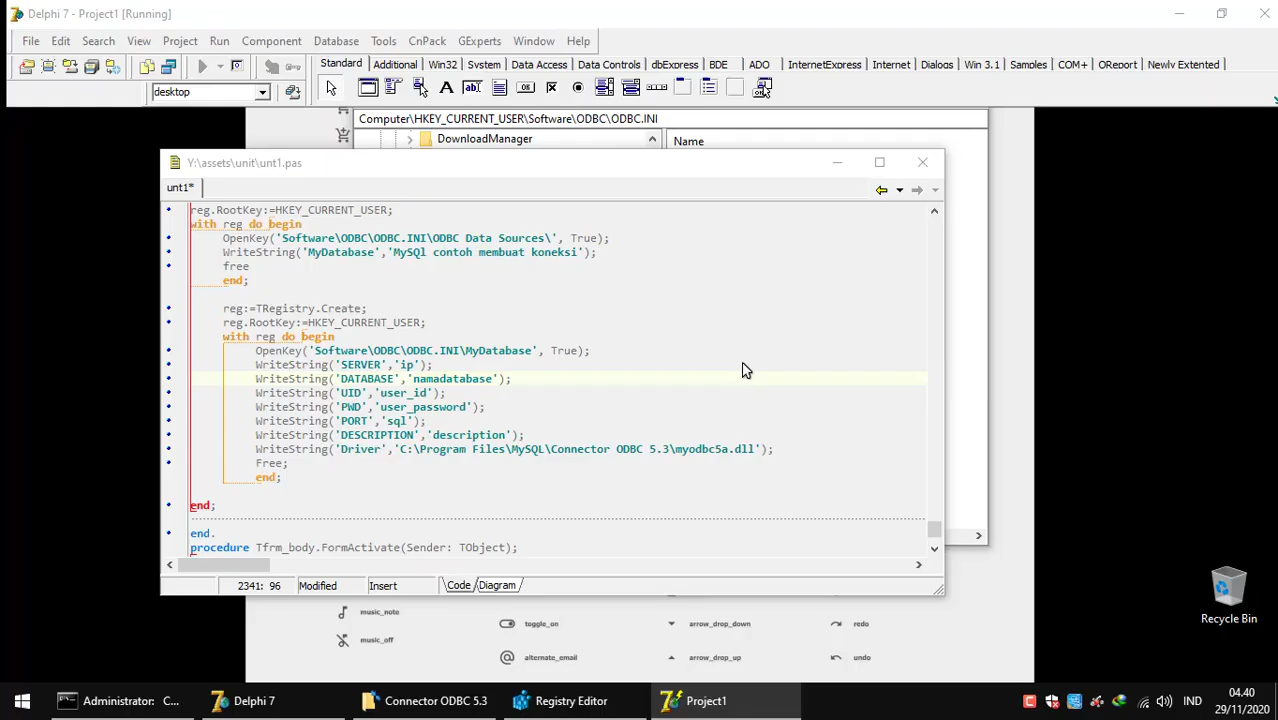 Delphi 7 - Project1 [Running]
File Edit Search View Project Run Component Database Tools CnPack GExperts Window Help
Standard Additional Win32 System Data Access Data Controls dbExpress BDE ADO InternetExpress Internet Dialogs Win 3.1 Samples COM+ QReport Newlv Extented
desktop
Computer\HKEY_CURRENT_USER\Software\ODBC\ODBC.INI
DownloadManager
Name
Y:\assets\unit\unt1.pas
unt1*
reg.RootKey:=HKEY_CURRENT_USER;
with reg do begin
OpenKey('Software\ODBC\ODBC.INI\ODBC Data Sources\', True);
WriteString('MyDatabase','MySQl contoh membuat koneksi');
free
end;
reg:=TRegistry.Create;
reg.RootKey:=HKEY_CURRENT_USER;
with reg do begin
OpenKey('Software\ODBC\ODBC.INI\MyDatabase', True);
WriteString('SERVER','ip');
WriteString('DATABASE','namadatabase');
WriteString('UID','user_id');
WriteString('PWD','user_password');
WriteString('PORT','sql');
WriteString('DESCRIPTION','description');
WriteString('Driver','C:\Program Files\MySQL\Connector ODBC 5.3\myodbc5a.dll');
Free;
end;
end;
end.
procedure Tfrm_body.FormActivate(Sender: TObject);
2341: 96 Modified Insert Code Diagram
music_note
toggle_on arrow_drop_down redo
music_off
alternate_email arrow_drop_up undo
Recycle Bin
Administrator: C... Delphi 7 Connector ODBC 5.3 Registry Editor Project1 IND
04.40
29/11/2020